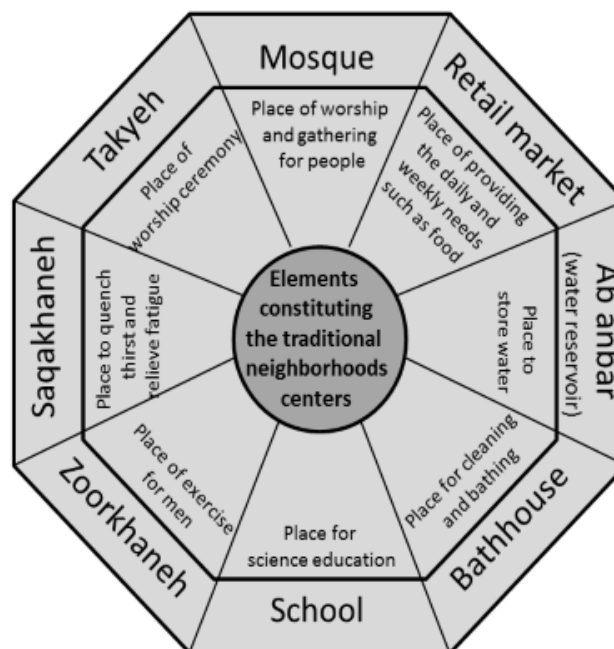 Mosque
Place of worship
and gathering
for people
Retail market
Place of providing
the daily and
weekly needs
such as food
Ab anbar
(water reservoir)
Place to
store water
Bathhouse
Place for cleaning
and bathing
School
Place for
science education
Zoorkhaneh
Place of exercise
for men
Saqakhaneh
Place to quench
thirst and
relieve fatigue
Takyeh
Place of
worship ceremony
Elements
constituting
the traditional
neighborhoods
centers